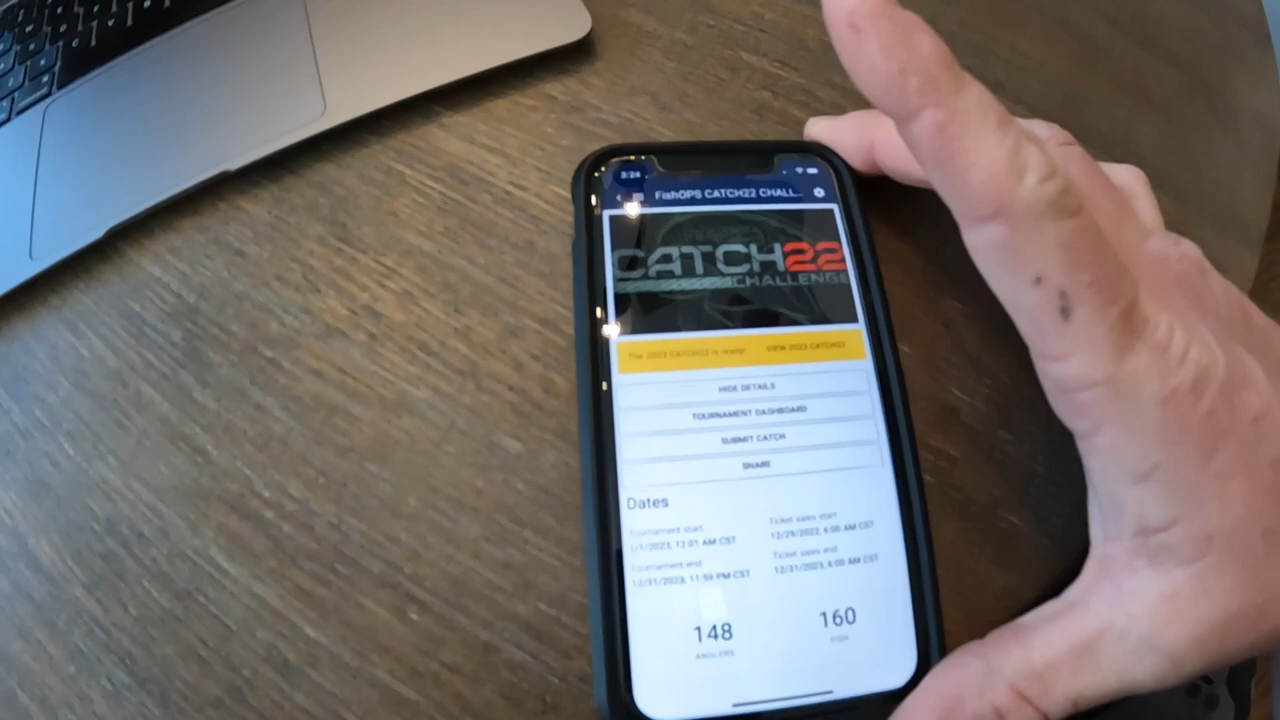 3:24
FishOPS CATCH22 CHALL...
CATCH22
CHALLENGE
The 2023 CATCH22 is ready!
VIEW 2023 CATCH22
HIDE DETAILS
TOURNAMENT DASHBOARD
SUBMIT CATCH
SHARE
Dates
Tournament start
1/1/2023, 12:01 AM CST
Ticket sales start
12/29/2022, 6:00 AM CST
Tournament end
12/31/2023, 11:59 PM CST
Ticket sales end
12/31/2023, 6:00 AM CST
148
ANGLERS
160
FISH